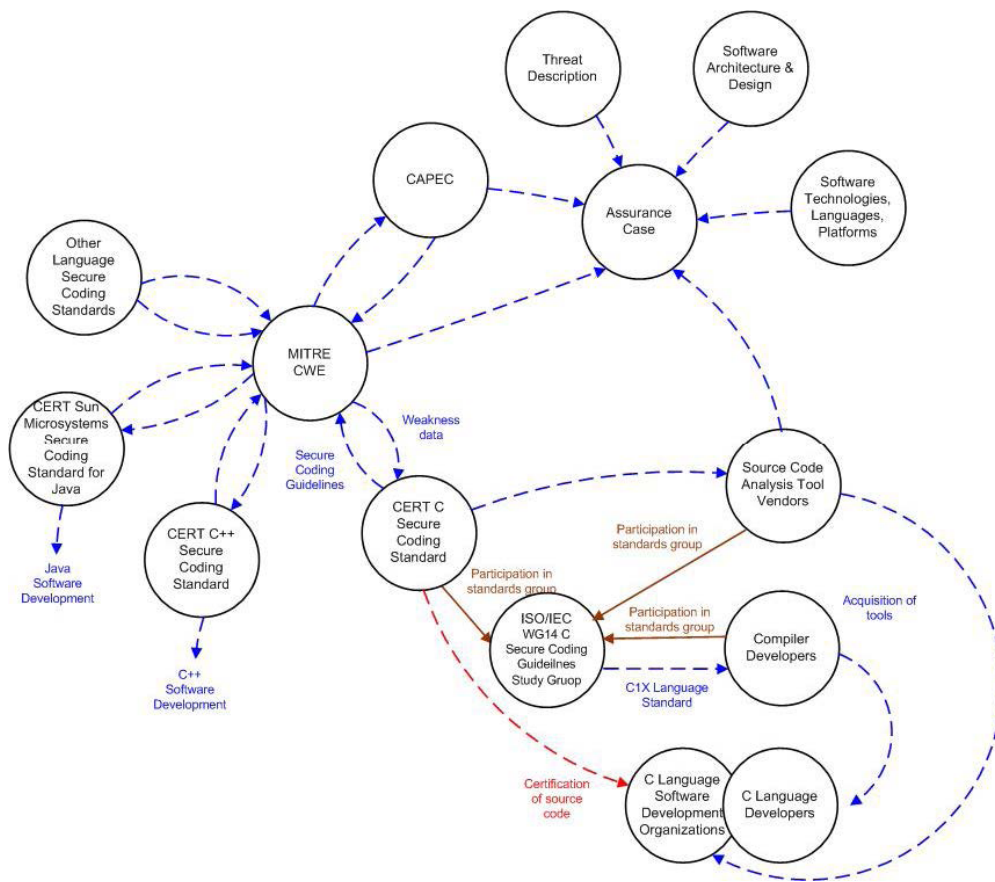 Threat
Description
Software
Architecture &
Design
CAPEC
Assurance
Case
Software
Technologies,
Languages,
Platforms
Other
Language
Secure
Coding
Standards
MITRE
CWE
CERT Sun
Microsystems
Secure
Coding
Standard for
Java
Weakness
data
Secure
Coding
Guidelines
Source Code
Analysis Tool
Vendors
CERT C
Secure
Coding
Standard
CERT C++
Secure
Coding
Standard
Java
Software
Development
Participation in
standards group
Participation in
standards group
ISO/IEC
WG14 C
Secure Coding
Guideilnes
Study Gruop
Participation in
standards group
Compiler
Developers
Acquisition of
tools
C++
Software
Development
C1X Language
Standard
Certification
of source
code
C Language
Software
Development
Organizations
C Language
Developers